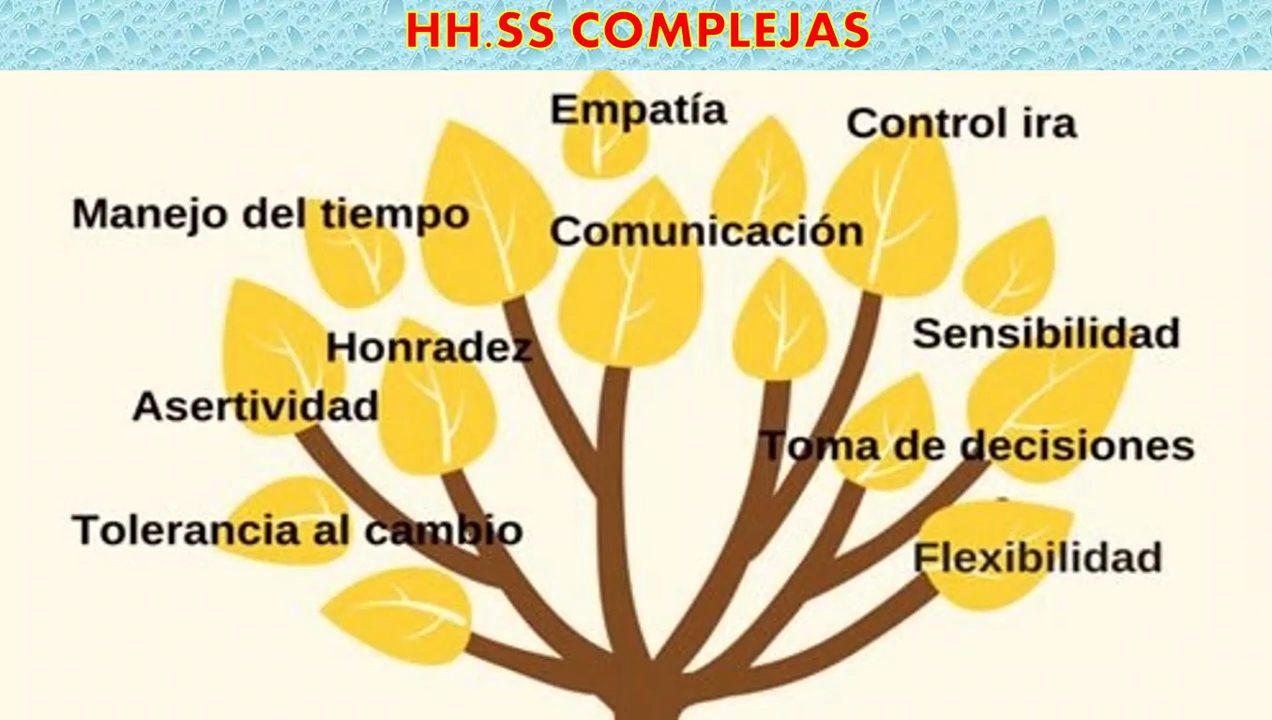 HH.SS COMPLEJAS
Empatía
Control ira
Manejo del tiempo
Comunicación
Sensibilidad
Honradez
Asertividad
Toma de decisiones
Tolerancia al cambio
Flexibilidad